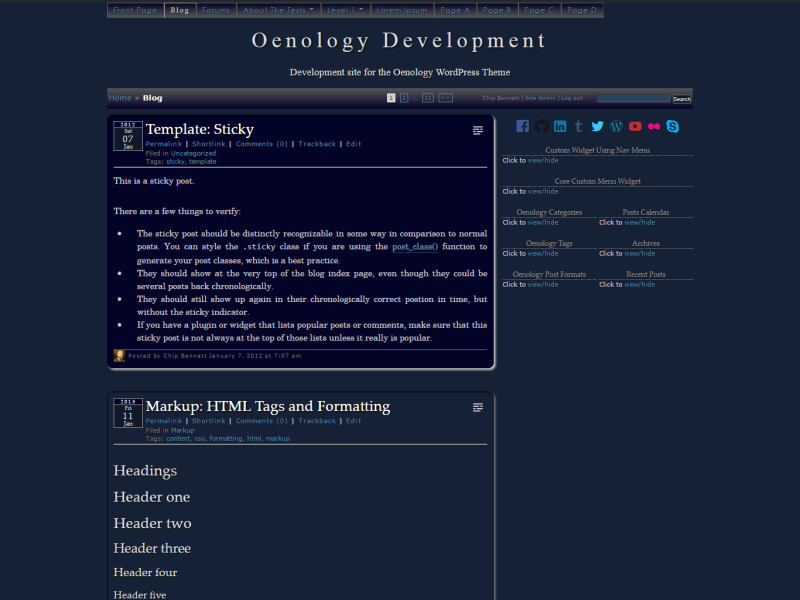 Front Page Blog Forums About The Tests Level 1 Lorem Ipsum Page A Page B Page C Page D
Oenology Development
Development site for the Oenology WordPress Theme
Home » Blog
1 2 ... 11 >>
Chip Bennett | Site Admin | Log out
Search
2012
Sat
07
Jan
Template: Sticky
Permalink | Shortlink | Comments (0) | Trackback | Edit
Filed in Uncategorized
Tags: sticky, template
This is a sticky post.
There are a few things to verify:
• The sticky post should be distinctly recognizable in some way in comparison to normal
posts. You can style the .sticky class if you are using the post_class() function to
generate your post classes, which is a best practice.
• They should show at the very top of the blog index page, even though they could be
several posts back chronologically.
• They should still show up again in their chronologically correct postion in time, but
without the sticky indicator.
• If you have a plugin or widget that lists popular posts or comments, make sure that this
sticky post is not always at the top of those lists unless it really is popular.
Posted by Chip Bennett January 7, 2012 at 7:07 am
2013
Fri
11
Jan
Markup: HTML Tags and Formatting
Permalink | Shortlink | Comments (0) | Trackback | Edit
Filed in Markup
Tags: content, css, formatting, html, markup
Headings
Header one
Header two
Header three
Header four
Header five
Custom Widget Using Nav Menu
Click to view/hide
Core Custom Menu Widget
Click to view/hide
Oenology Categories Posts Calendar
Click to view/hide Click to view/hide
Oenology Tags Archives
Click to view/hide Click to view/hide
Oenology Post Formats Recent Posts
Click to view/hide Click to view/hide